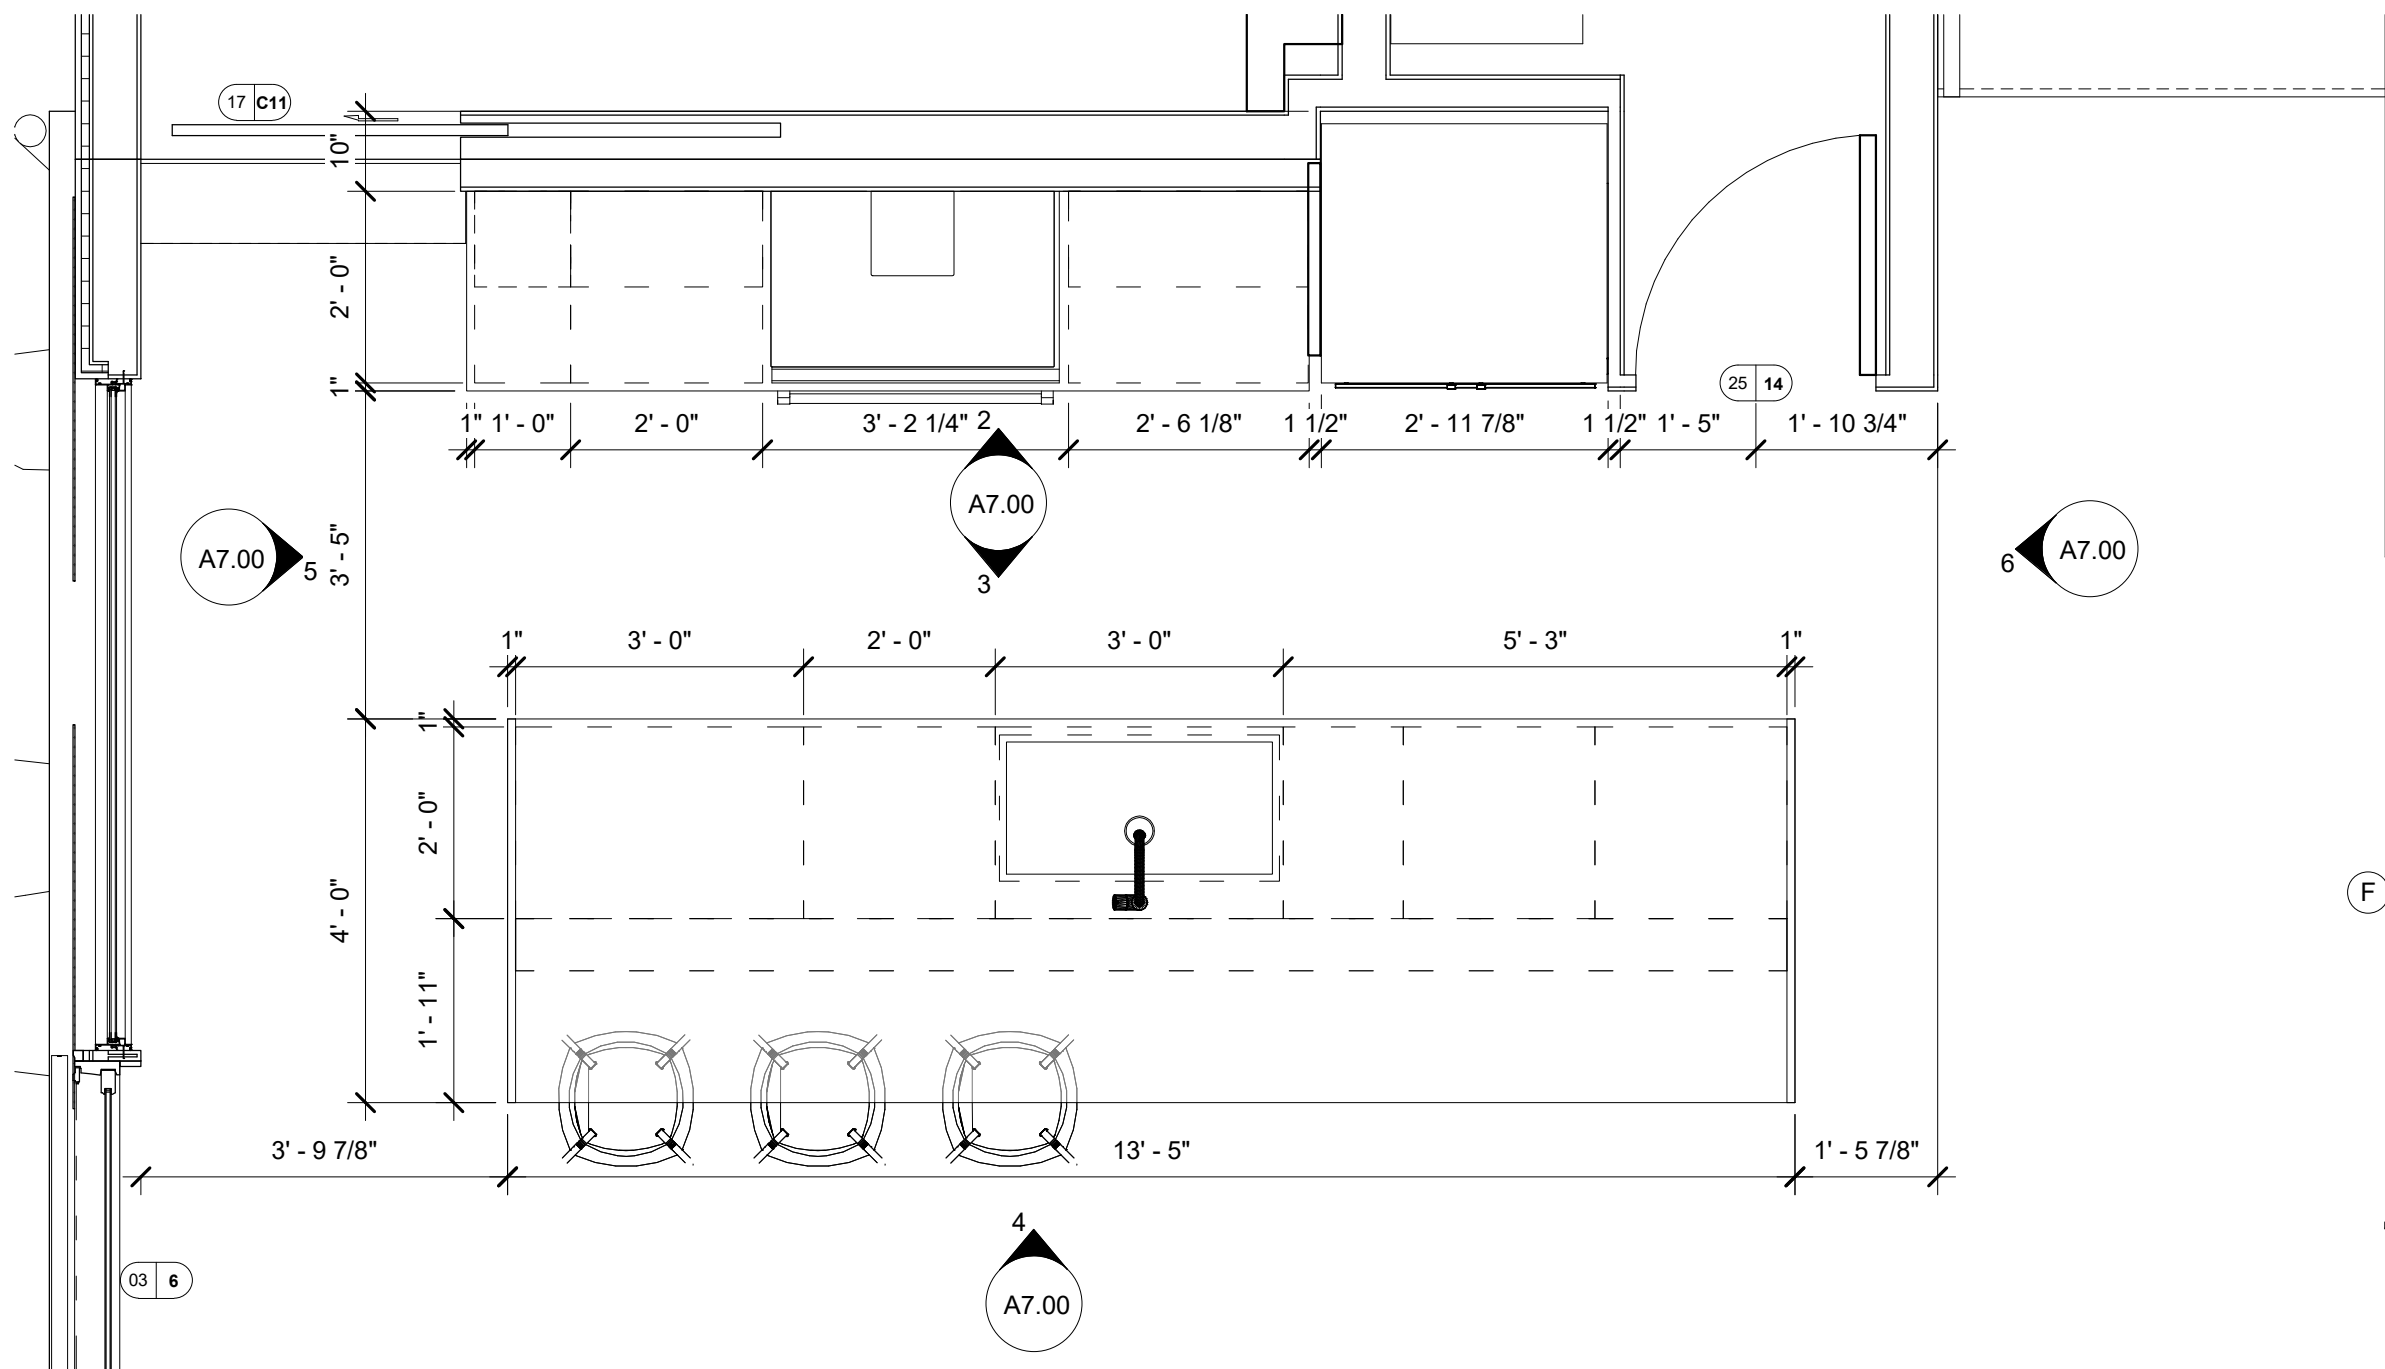 17 C11
10"
2' - 0"
1"
25 14
1" 1' - 0" 2' - 0" 3' - 2 1/4" 2' - 6 1/8" 1 1/2" 2' - 11 7/8" 1 1/2" 1' - 5" 1' - 10 3/4"
2
A7.00
3
A7.00
5
3' - 5"
6
A7.00
1" 3' - 0" 2' - 0" 3' - 0" 5' - 3" 1"
1"
2' - 0"
4' - 0"
1' - 11"
F
3' - 9 7/8" 13' - 5" 1' - 5 7/8"
4
A7.00
03 6